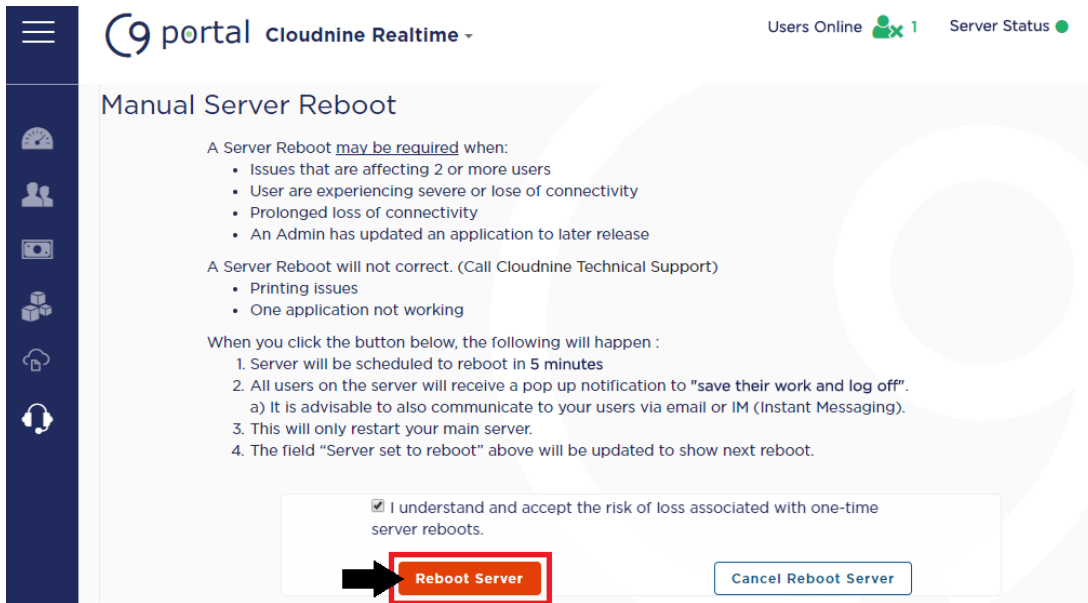 C9 portal Cloudnine Realtime
Users Online 1 Server Status
Manual Server Reboot
A Server Reboot may be required when:
• Issues that are affecting 2 or more users
• User are experiencing severe or lose of connectivity
• Prolonged loss of connectivity
• An Admin has updated an application to later release
A Server Reboot will not correct. (Call Cloudnine Technical Support)
• Printing issues
• One application not working
When you click the button below, the following will happen :
1. Server will be scheduled to reboot in 5 minutes
2. All users on the server will receive a pop up notification to "save their work and log off".
a) It is advisable to also communicate to your users via email or IM (Instant Messaging).
3. This will only restart your main server.
4. The field “Server set to reboot” above will be updated to show next reboot.
I understand and accept the risk of loss associated with one-time
server reboots.
Reboot Server
Cancel Reboot Server